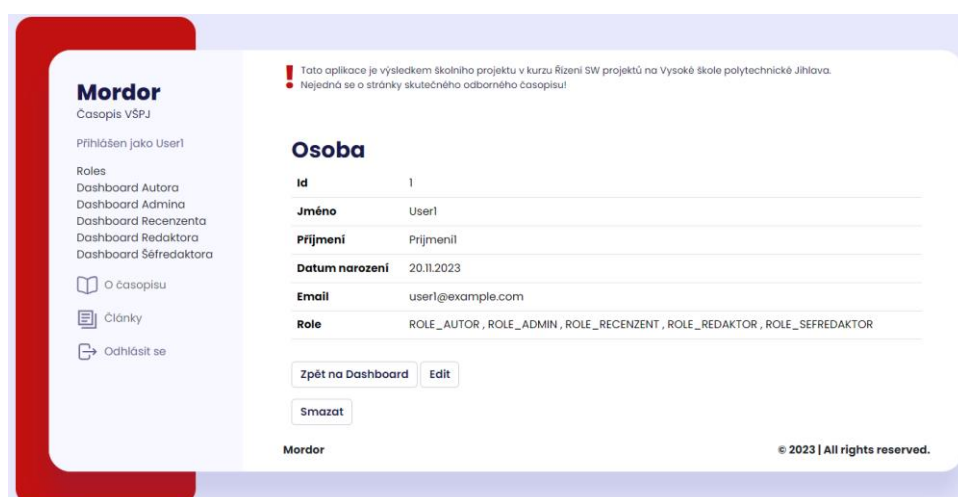 Tato aplikace je výsledkem školního projektu v kurzu Řízení SW projektů na Vysoké škole polytechnické Jihlava.
Nejedná se o stránky skutečného odborného časopisu!
Mordor
Časopis VŠPJ
Přihlášen jako User1
Roles
Dashboard Autora
Dashboard Admina
Dashboard Recenzenta
Dashboard Redaktora
Dashboard Šéfredaktora
O časopisu
Články
Odhlásit se
Osoba
Id 1
Jméno User1
Příjmení Prijmeni1
Datum narození 20.11.2023
Email user1@example.com
Role ROLE_AUTOR , ROLE_ADMIN , ROLE_RECENZENT , ROLE_REDAKTOR , ROLE_SEFREDAKTOR
Zpět na Dashboard Edit
Smazat
Mordor © 2023 | All rights reserved.